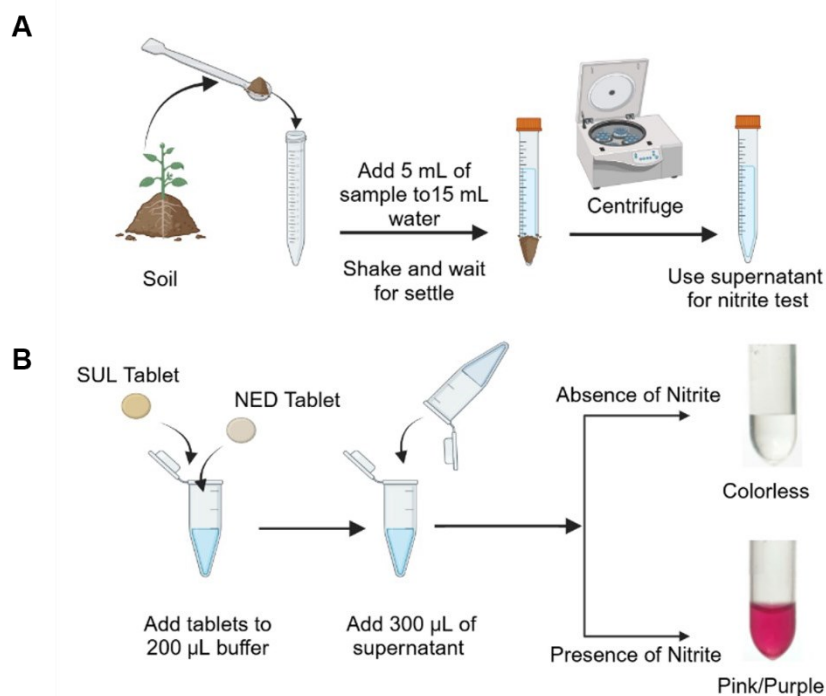 A
Soil
Add 5 mL of
sample to15 mL
water
Shake and wait
for settle
Centrifuge
Use supernatant
for nitrite test
B
SUL Tablet
NED Tablet
Add tablets to
200 µL buffer
Add 300 µL of
supernatant
Absence of Nitrite
Colorless
Presence of Nitrite
Pink/Purple